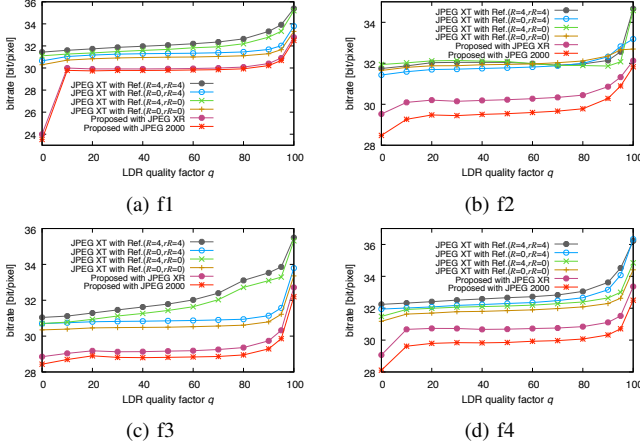 36
34
32
30
28
26
24
bitrate [bit/pixel]
JPEG XT with Ref.(R=4,rR=4)
JPEG XT with Ref.(R=0,rR=4)
JPEG XT with Ref.(R=4,rR=0)
JPEG XT with Ref.(R=0,rR=0)
Proposed with JPEG XR
Proposed with JPEG 2000
0 20 40 60 80 100
LDR quality factor q
(a) f1
34
32
30
28
bitrate [bit/pixel]
JPEG XT with Ref.(R=4,rR=4)
JPEG XT with Ref.(R=0,rR=4)
JPEG XT with Ref.(R=4,rR=0)
JPEG XT with Ref.(R=0,rR=0)
Proposed with JPEG XR
Proposed with JPEG 2000
0 20 40 60 80 100
LDR quality factor q
(b) f2
36
34
32
30
28
bitrate [bit/pixel]
JPEG XT with Ref.(R=4,rR=4)
JPEG XT with Ref.(R=0,rR=4)
JPEG XT with Ref.(R=4,rR=0)
JPEG XT with Ref.(R=0,rR=0)
Proposed with JPEG XR
Proposed with JPEG 2000
0 20 40 60 80 100
LDR quality factor q
(c) f3
36
34
32
30
28
bitrate [bit/pixel]
JPEG XT with Ref.(R=4,rR=4)
JPEG XT with Ref.(R=0,rR=4)
JPEG XT with Ref.(R=4,rR=0)
JPEG XT with Ref.(R=0,rR=0)
Proposed with JPEG XR
Proposed with JPEG 2000
0 20 40 60 80 100
LDR quality factor q
(d) f4